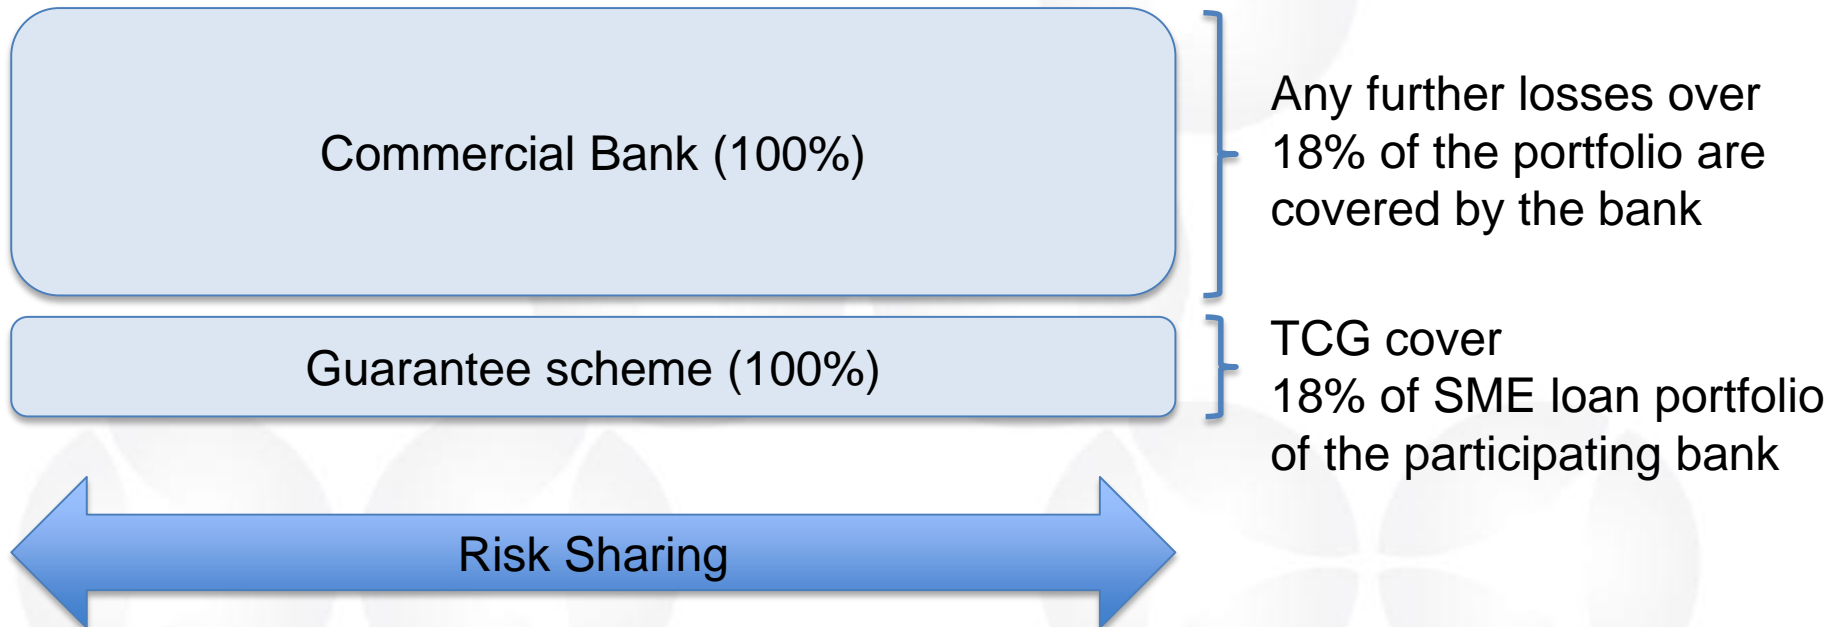 Commercial Bank (100%)
Any further losses over
18% of the portfolio are
covered by the bank
Guarantee scheme (100%)
TCG cover
18% of SME loan portfolio
of the participating bank
Risk Sharing